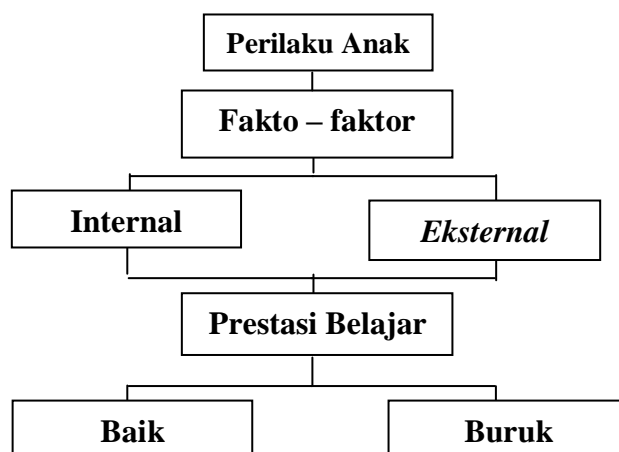 Perilaku Anak
Fakto – faktor
Internal
Eksternal
Prestasi Belajar
Baik
Buruk